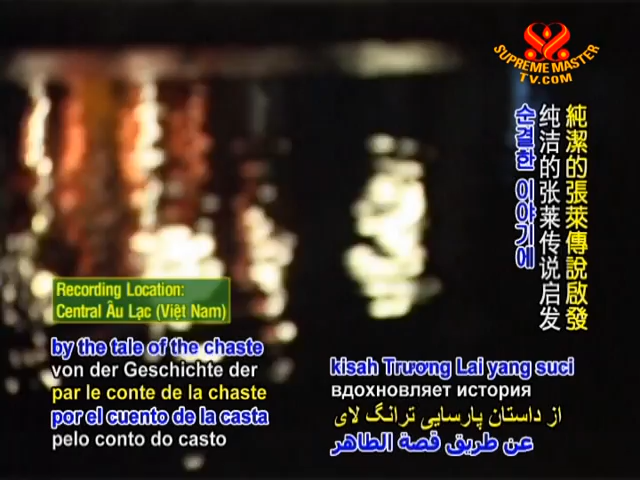 SUPREME MASTER
TV.COM
純潔的張萊傳說啟發
纯洁的张莱传说启发
순결한 이야기에
Recording Location:
Central Âu Lạc (Việt Nam)
by the tale of the chaste
von der Geschichte der
par le conte de la chaste
por el cuento de la casta
pelo conto do casto
kisah Trương Lai yang suci
вдохновляет история
از داستان پارسایی ترانگ لای
عن طريق قصة الطاهر